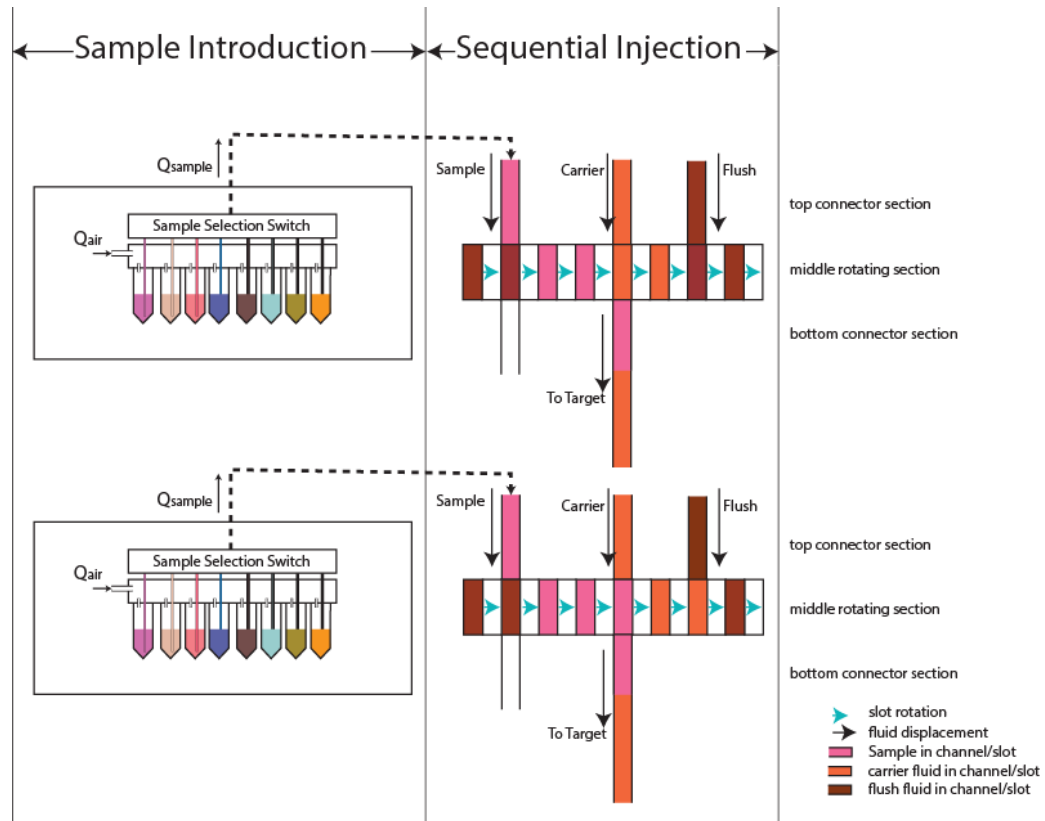 Sample Introduction
Sequential Injection
Qsample
Sample
Carrier
Flush
top connector section
Sample Selection Switch
Qair
middle rotating section
bottom connector section
To Target
Qsample
Sample
Carrier
Flush
top connector section
Sample Selection Switch
Qair
middle rotating section
bottom connector section
To Target
slot rotation
fluid displacement
Sample in channel/slot
carrier fluid in channel/slot
flush fluid in channel/slot